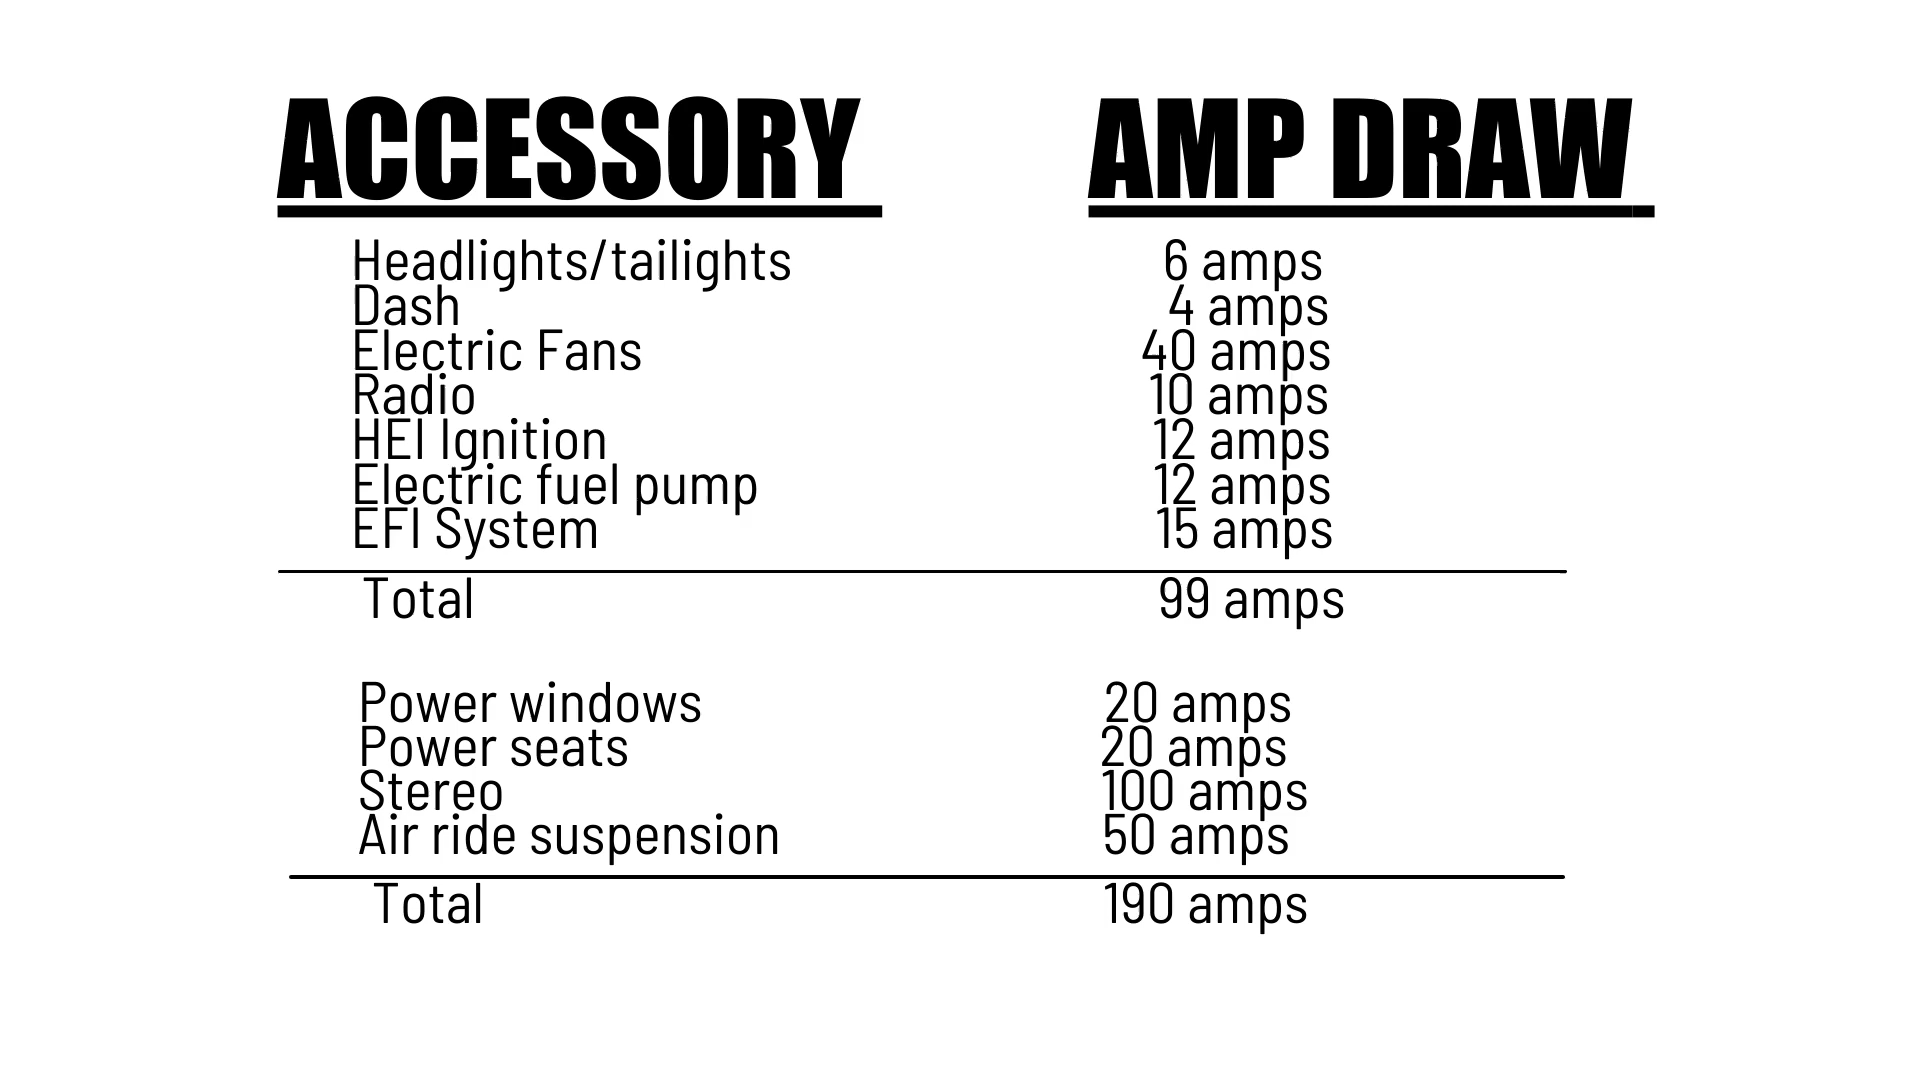 ACCESSORY AMP DRAW
Headlights/tailights 6 amps
Dash 4 amps
Electric Fans 40 amps
Radio 10 amps
HEI Ignition 12 amps
Electric fuel pump 12 amps
EFI System 15 amps
Total 99 amps
Power windows 20 amps
Power seats 20 amps
Stereo 100 amps
Air ride suspension 50 amps
Total 190 amps